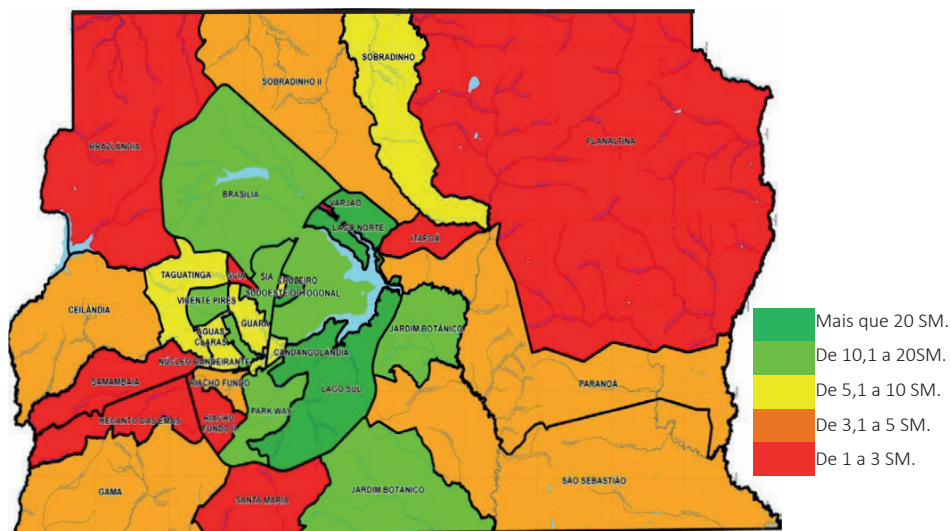 SOBRADINHO
SOBRADINHO II
BRAZLANDIA
PLANALTINA
BRASILIA
VARJÃO
LAGO NORTE
ITAPOÃ
TAGUATINGA
SIA
CRUZEIRO
SUDOESTE/OCTOGONAL
VICENTE PIRES
CEILÂNDIA
GUARÁ
ÁGUAS
CLARAS
JARDIM BOTÂNICO
CANDANGOLÂNDIA
NÚCLEO BANDEIRANTE
SAMAMBAIA
RIACHO FUNDO
LAGO SUL
PARANOÁ
PARK WAY
RECANTO DAS EMAS
RIACHO
FUNDO II
SÃO SEBASTIÃO
GAMA
JARDIM BOTANICO
SANTA MARIA
Mais que 20 SM.
De 10,1 a 20SM.
De 5,1 a 10 SM.
De 3,1 a 5 SM.
De 1 a 3 SM.